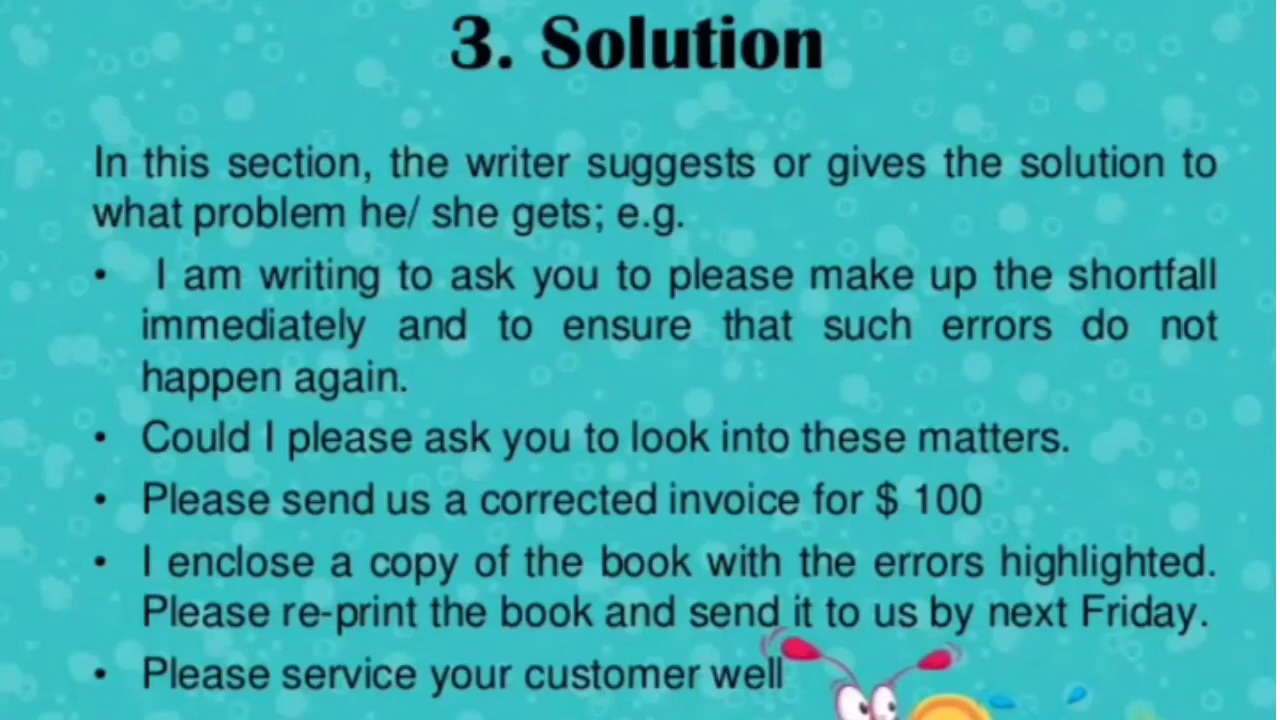 3. Solution
In this section, the writer suggests or gives the solution to
what problem he/ she gets; e.g.
• I am writing to ask you to please make up the shortfall
immediately and to ensure that such errors do not
happen again.
• Could I please ask you to look into these matters.
• Please send us a corrected invoice for $ 100
• I enclose a copy of the book with the errors highlighted.
Please re-print the book and send it to us by next Friday.
• Please service your customer well